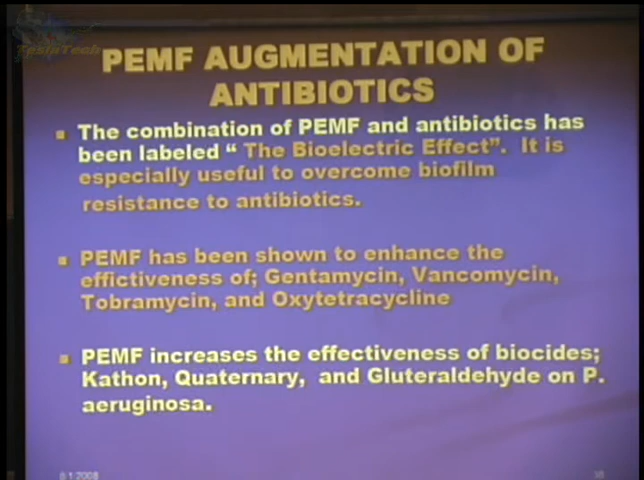 TeslaTech
PEMF AUGMENTATION OF
ANTIBIOTICS
The combination of PEMF and antibiotics has
been labeled “ The Bioelectric Effect”. It is
especially useful to overcome biofilm
resistance to antibiotics.
PEMF has been shown to enhance the
effictiveness of; Gentamycin, Vancomycin,
Tobramycin, and Oxytetracycline
PEMF increases the effectiveness of biocides;
Kathon, Quaternary, and Gluteraldehyde on P.
aeruginosa.